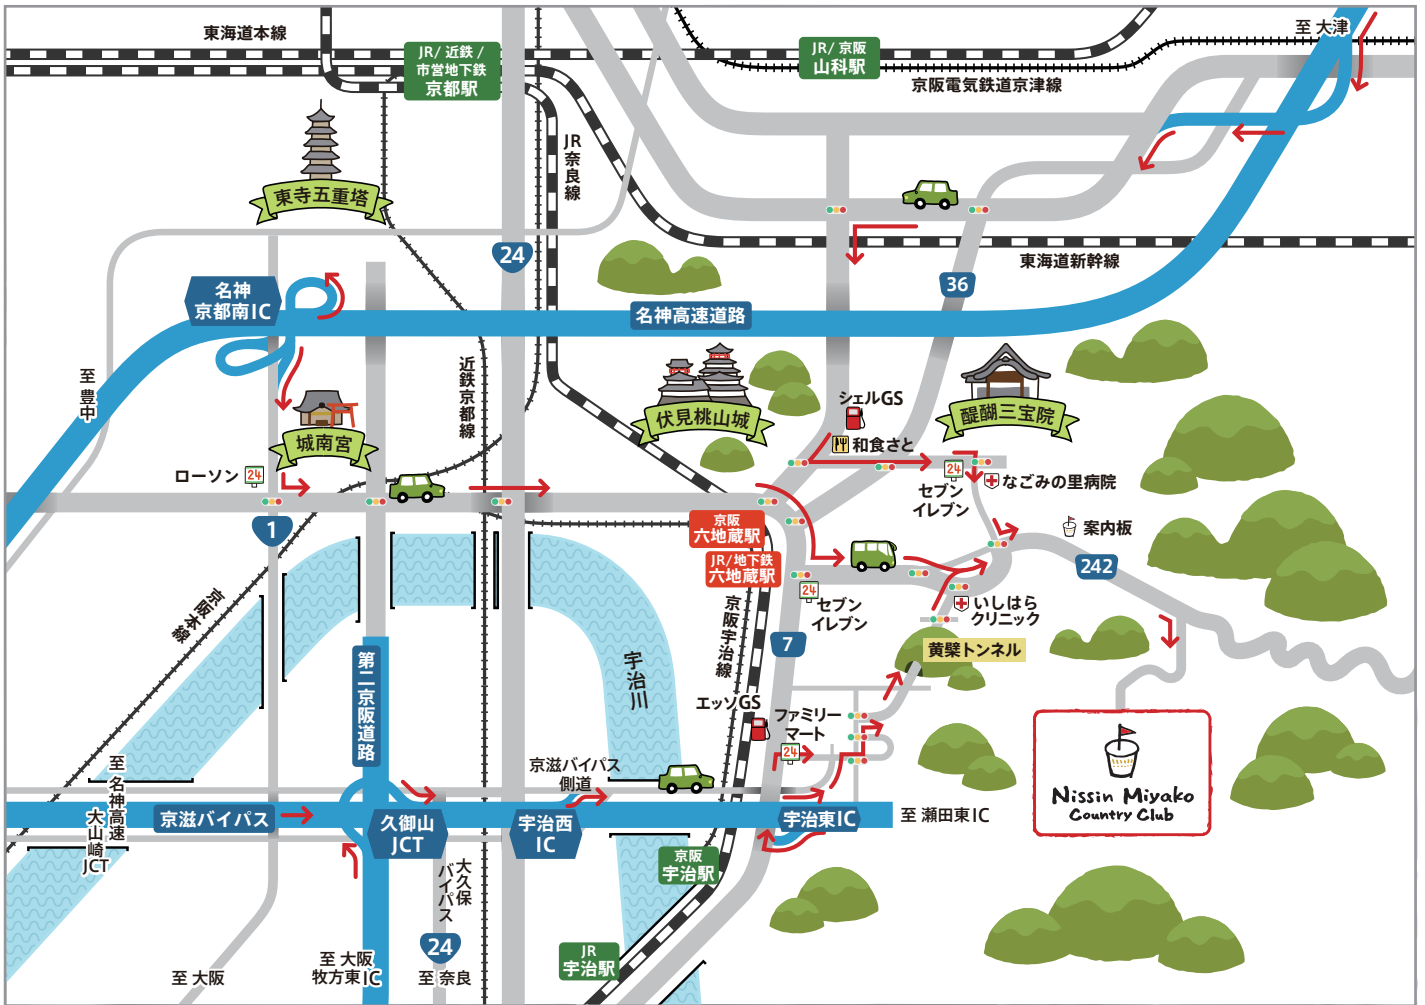 東海道本線
JR/ 近鉄 /
市営地下鉄
京都駅
JR/ 京阪
山科駅
至 大津
京阪電気鉄道京津線
JR奈良線
東寺五重塔
24
東海道新幹線
36
名神
京都南IC
名神高速道路
至 豊中
近鉄京都線
城南宮
伏見桃山城
シェルGS
和食さと
醍醐三宝院
ローソン
24
24
セブン
イレブン
なごみの里病院
1
京阪
六地蔵駅
JR/地下鉄
六地蔵駅
案内板
242
京阪本線
24
セブン
イレブン
いしはら
クリニック
京阪宇治線
7
黄檗トンネル
第二京阪道路
宇治川
エッソGS
ファミリー
マート
24
Nissin Miyako
Country Club
至 名神高速
大山崎JCT
京滋バイパス
側道
京滋バイパス
久御山
JCT
宇治西
IC
宇治東IC
至 瀬田東IC
京阪
宇治駅
大久保
バイパス
24
JR
宇治駅
至 大阪
至 大阪
牧方東IC
至 奈良